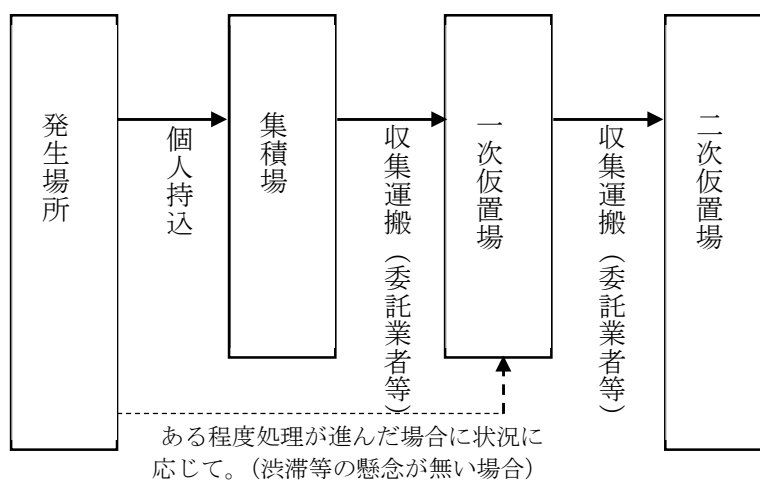 発生場所
個人持込
集積場
収集運搬（委託業者等）
一次仮置場
収集運搬（委託業者等）
二次仮置場
ある程度処理が進んだ場合に状況に
応じて。（渋滞等の懸念が無い場合）